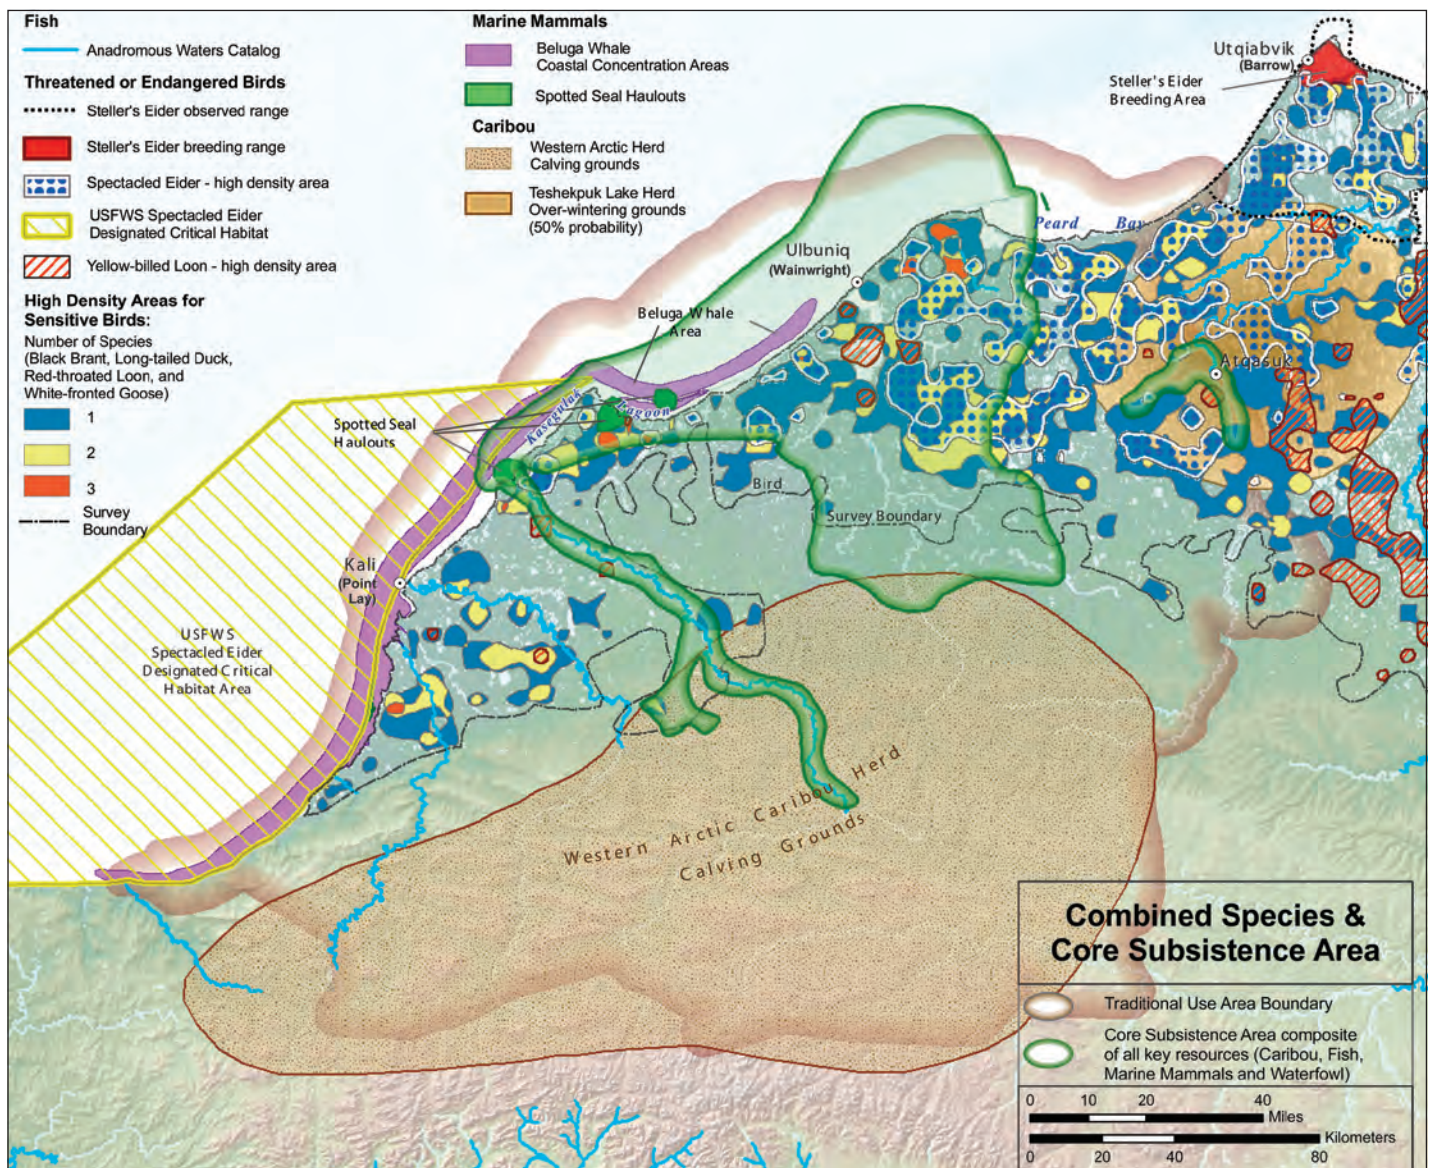 Fish
Anadromous Waters Catalog
Threatened or Endangered Birds
Steller's Eider observed range
Steller's Eider breeding range
Spectacled Eider - high density area
USFWS Spectacled Eider
Designated Critical Habitat
Yellow-billed Loon - high density area
High Density Areas for
Sensitive Birds:
Number of Species
(Black Brant, Long-tailed Duck,
Red-throated Loon, and
White-fronted Goose)
1
2
3
Survey
Boundary
Marine Mammals
Beluga Whale
Coastal Concentration Areas
Spotted Seal Haulouts
Caribou
Western Arctic Herd
Calving grounds
Teshekpuk Lake Herd
Over-wintering grounds
(50% probability)
Utqiabvik
(Barrow)
Steller's Eider
Breeding Area
Peard Bay
Ulbuniq
(Wainwright)
Beluga Whale
Area
Atqasuk
Kasegulak Lagoon
Spotted Seal
Haulouts
Bird
Survey Boundary
Kali
(Point
Lay)
USFWS
Spectacled Eider
Designated Critical
Habitat Area
Western Arctic Caribou Herd
Calving Grounds
Combined Species &
Core Subsistence Area
Traditional Use Area Boundary
Core Subsistence Area composite
of all key resources (Caribou, Fish,
Marine Mammals and Waterfowl)
0 10 20 40
Miles
Kilometers
0 20 40 80